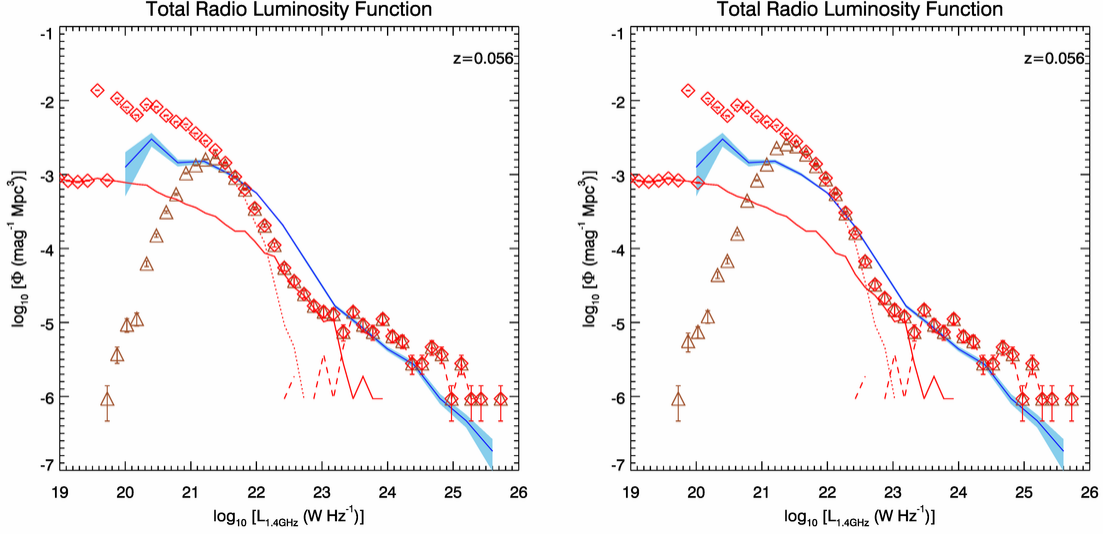 Total Radio Luminosity Function
z=0.056
-1
-2
-3
-4
-5
-6
-7
19 20 21 22 23 24 25 26
log10 [L1.4GHz (W Hz-1)]
log10 [Φ (mag-1 Mpc3)]
Total Radio Luminosity Function
z=0.056
-1
-2
-3
-4
-5
-6
-7
19 20 21 22 23 24 25 26
log10 [L1.4GHz (W Hz-1)]
log10 [Φ (mag-1 Mpc3)]